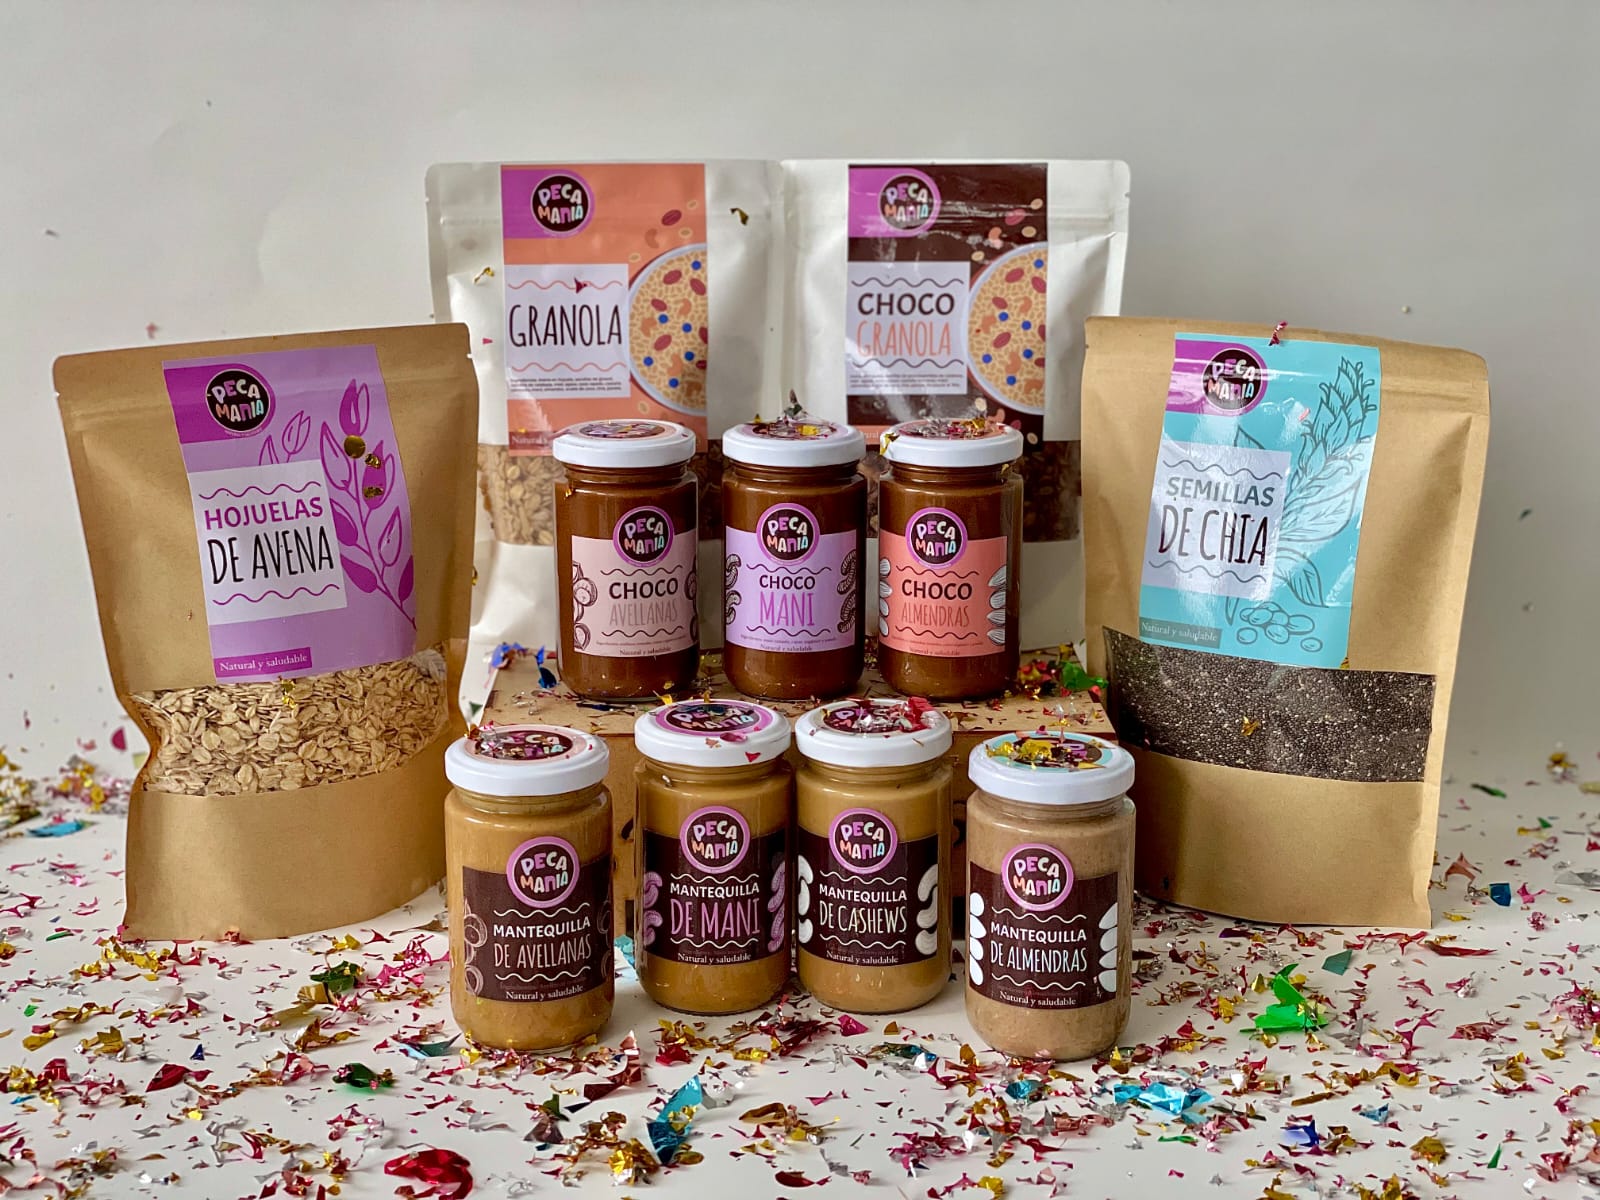 PECA
MANIA
GRANOLA
Natural y
PECA
MANIA
CHOCO
GRANOLA
PECA
MANIA
HOJUELAS
DE AVENA
Natural y saludable
PECA
MANIA
SEMILLAS
DE CHIA
Natural y saludable
PECA
MANIA
CHOCO
AVELLANAS
Natural y saludable
PECA
MANIA
CHOCO
MANI
Natural y saludable
PECA
MANIA
CHOCO
ALMENDRAS
Natural y saludable
PECA
MANIA
MANTEQUILLA
DE AVELLANAS
Natural y saludable
PECA
MANIA
MANTEQUILLA
DE MANI
Natural y saludable
PECA
MANIA
MANTEQUILLA
DE CASHEWS
Natural y saludable
PECA
MANIA
MANTEQUILLA
DE ALMENDRAS
Natural y saludable